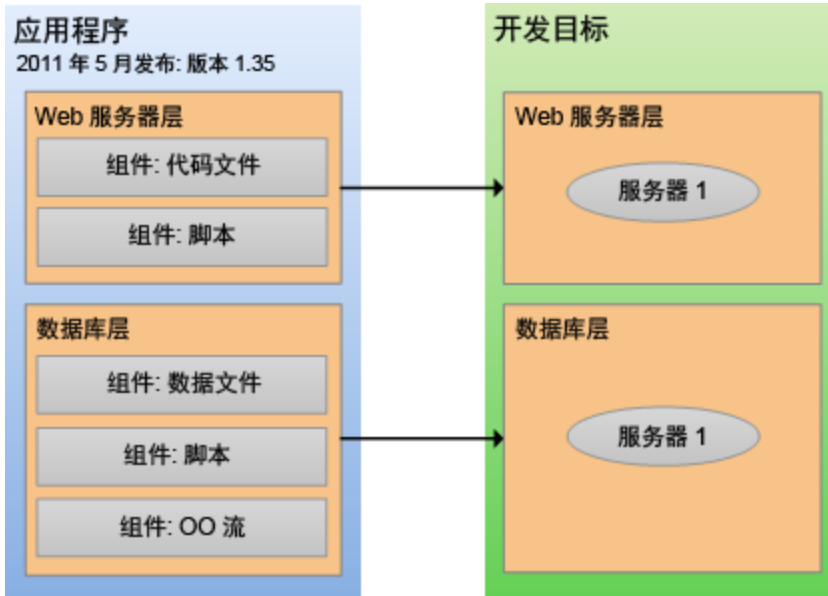 应用程序
2011 年 5 月发布: 版本 1.35
Web 服务器层
组件: 代码文件
组件: 脚本
数据库层
组件: 数据文件
组件: 脚本
组件: OO 流
开发目标
Web 服务器层
服务器 1
数据库层
服务器 1